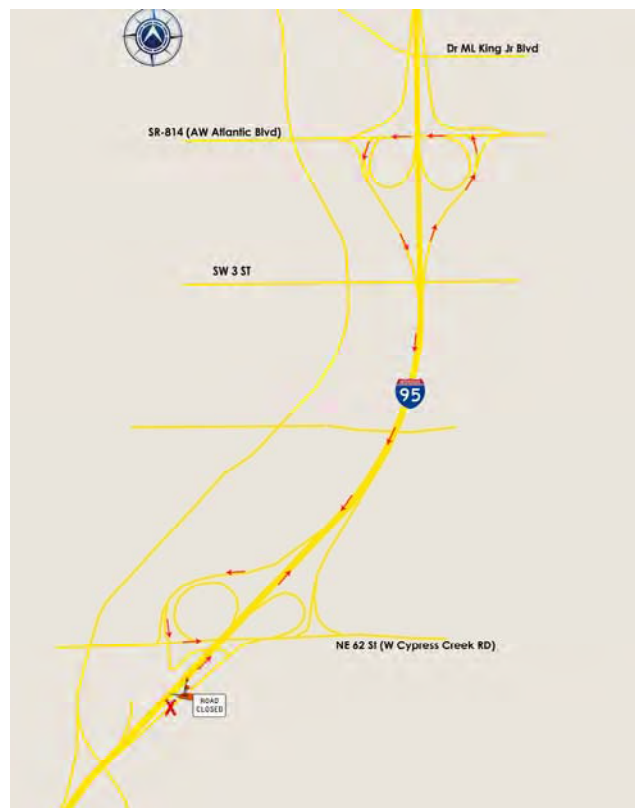 Dr ML King Jr Blvd
SR-814 (AW Atlantic Blvd)
SW 3 ST
95
NE 62 St (W Cypress Creek RD)
ROAD
CLOSED
X